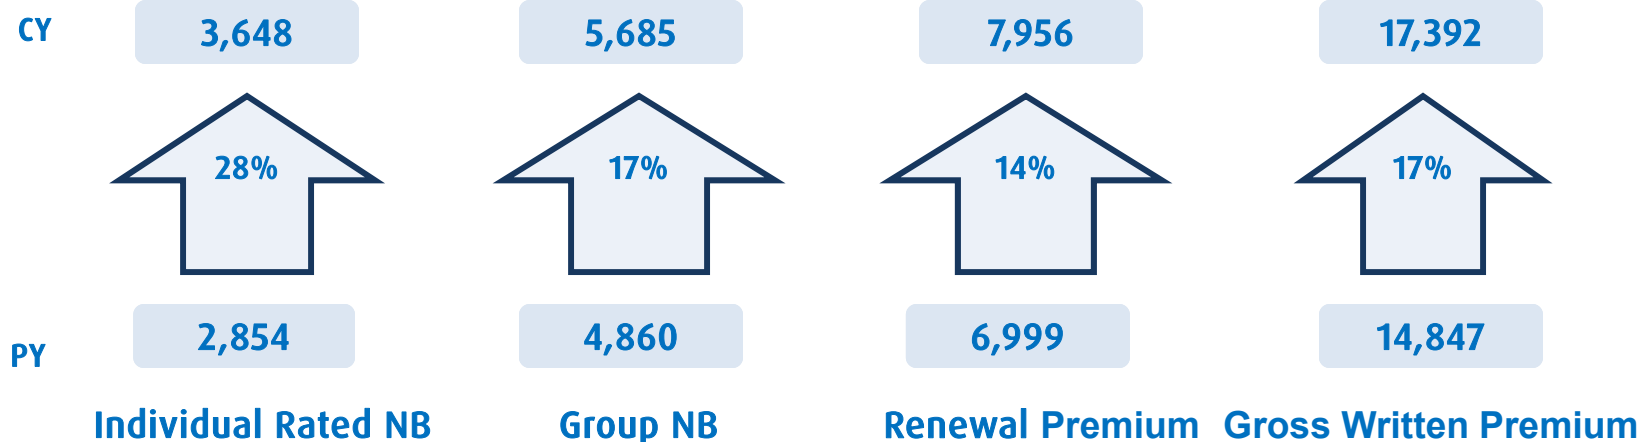 CY 3,648 5,685 7,956 17,392
28% 17% 14% 17%
PY 2,854 4,860 6,999 14,847
Individual Rated NB Group NB Renewal Premium Gross Written Premium